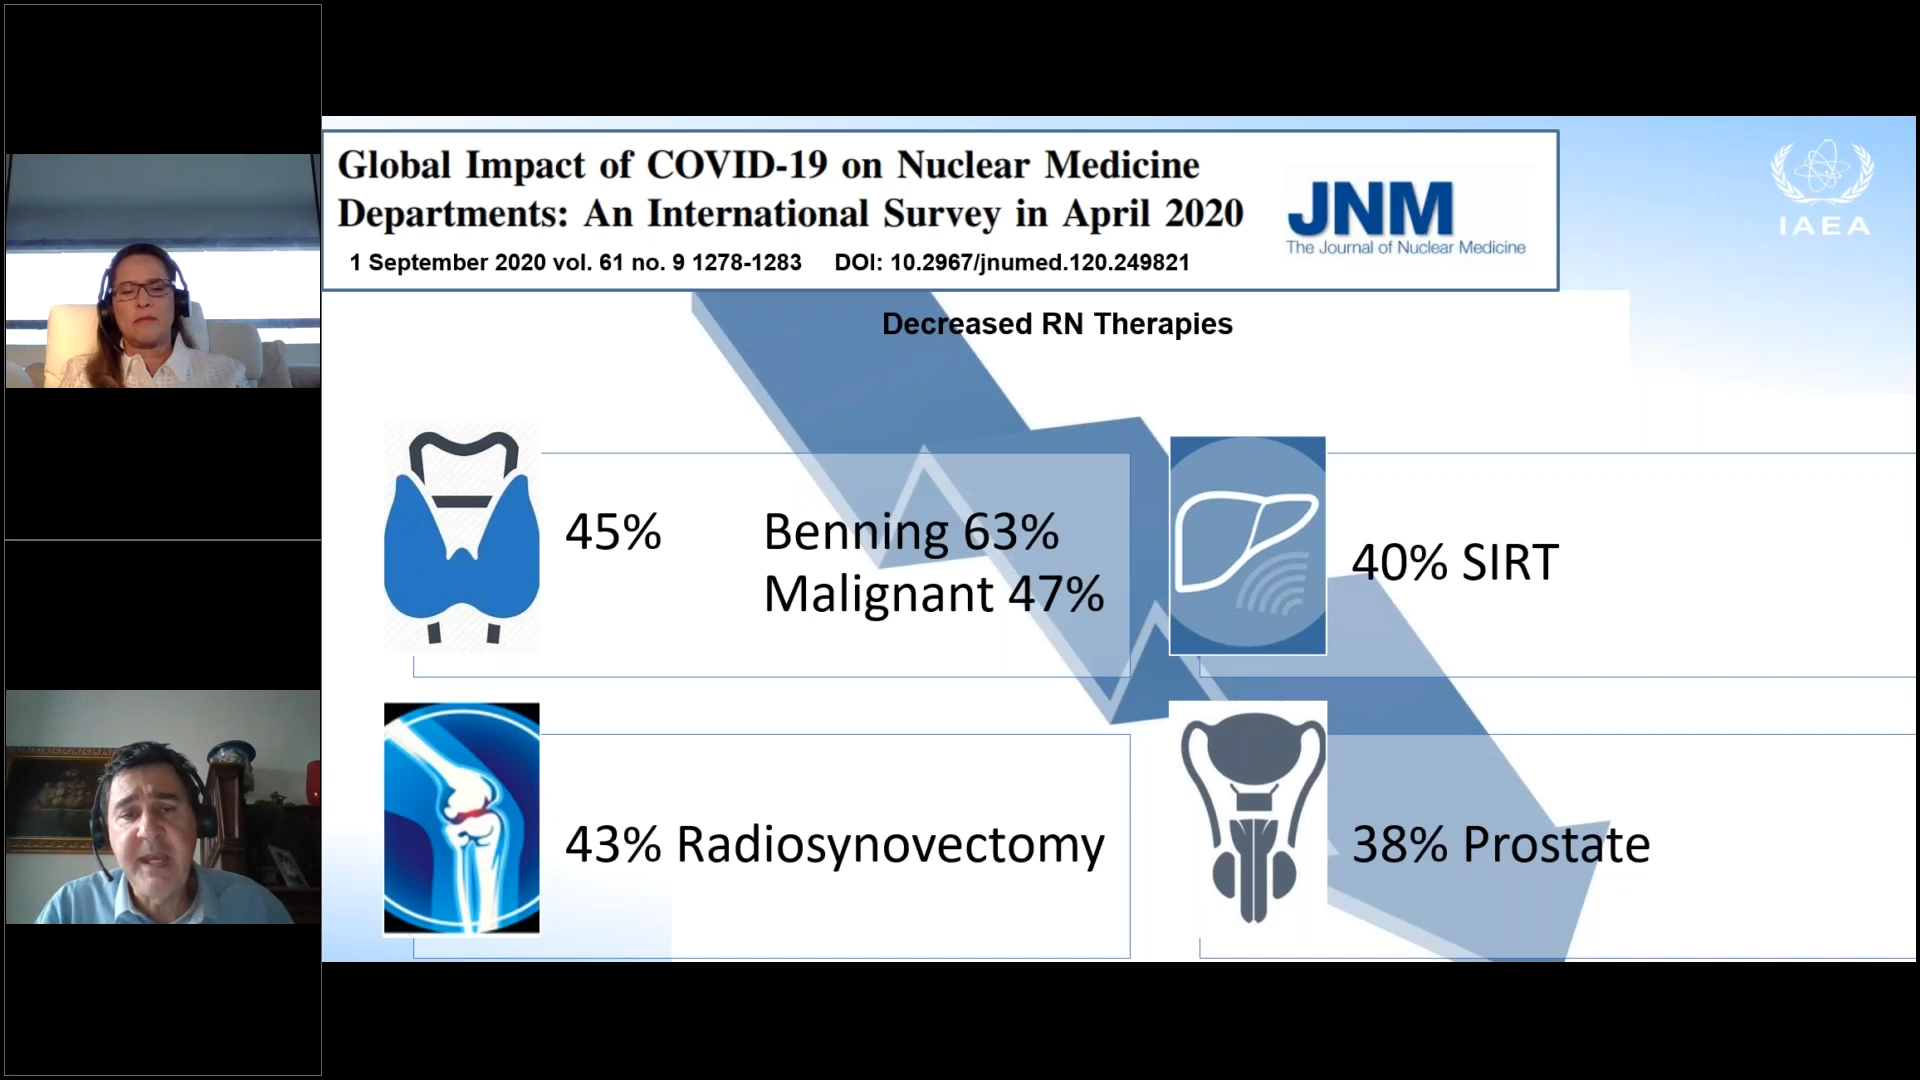 Global Impact of COVID-19 on Nuclear Medicine
Departments: An International Survey in April 2020
1 September 2020 vol. 61 no. 9 1278-1283 DOI: 10.2967/jnumed.120.249821
JNM
The Journal of Nuclear Medicine
IAEA
Decreased RN Therapies
45%
Benning 63%
Malignant 47%
40% SIRT
43% Radiosynovectomy
38% Prostate